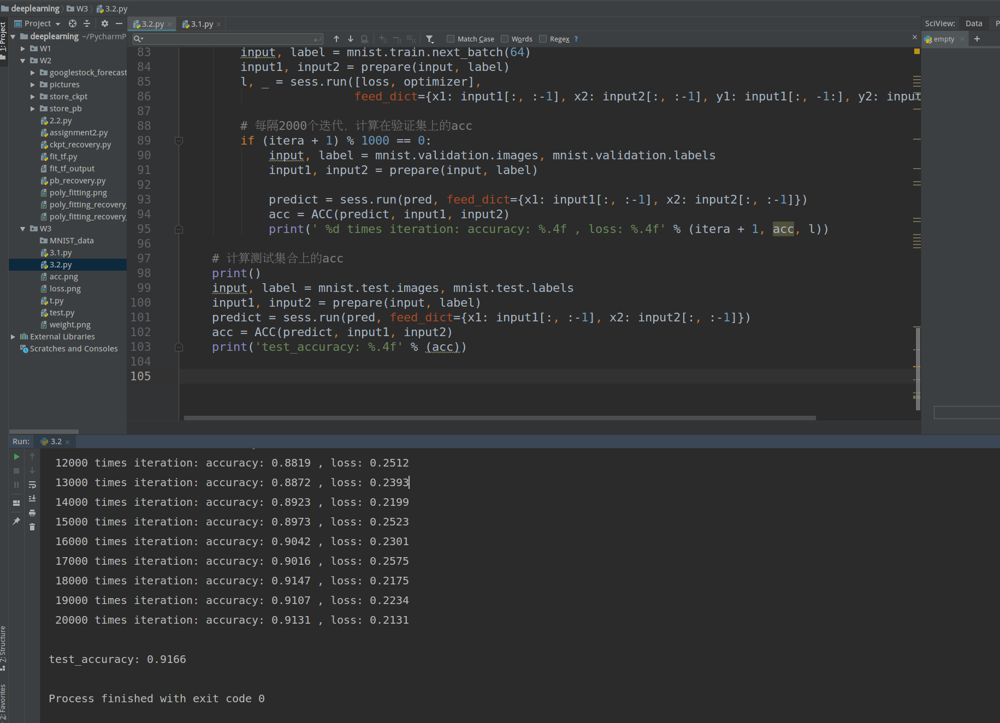 deeplearning W3 3.2.py
Project
3.2.py
3.1.py
SciView: Data
1: Project
deeplearning ~/PycharmP
W1
W2
googlestock_forecast
pictures
store_ckpt
store_pb
2.2.py
assignment2.py
ckpt_recovery.py
fit_tf.py
fit_tf_output
pb_recovery.py
poly_fitting.png
poly_fitting_recovery_
poly_fitting_recovery_
W3
MNIST_data
3.1.py
3.2.py
acc.png
loss.png
t.py
test.py
weight.png
External Libraries
Scratches and Consoles
Match Case Words Regex ?
empty
83 input, label = mnist.train.next_batch(64)
84 input1, input2 = prepare(input, label)
85 l, _ = sess.run([loss, optimizer],
86 feed_dict={x1: input1[:, :-1], x2: input2[:, :-1], y1: input1[:, -1:], y2: input
87
88 # 每隔2000个迭代，计算在验证集上的acc
89 if (itera + 1) % 1000 == 0:
90 input, label = mnist.validation.images, mnist.validation.labels
91 input1, input2 = prepare(input, label)
92
93 predict = sess.run(pred, feed_dict={x1: input1[:, :-1], x2: input2[:, :-1]})
94 acc = ACC(predict, input1, input2)
95 print(' %d times iteration: accuracy: %.4f , loss: %.4f' % (itera + 1, acc, l))
96
97 # 计算测试集合上的acc
98 print()
99 input, label = mnist.test.images, mnist.test.labels
100 input1, input2 = prepare(input, label)
101 predict = sess.run(pred, feed_dict={x1: input1[:, :-1], x2: input2[:, :-1]})
102 acc = ACC(predict, input1, input2)
103 print('test_accuracy: %.4f' % (acc))
104
105
Run: 3.2
12000 times iteration: accuracy: 0.8819 , loss: 0.2512
13000 times iteration: accuracy: 0.8872 , loss: 0.2393
14000 times iteration: accuracy: 0.8923 , loss: 0.2199
15000 times iteration: accuracy: 0.8973 , loss: 0.2523
16000 times iteration: accuracy: 0.9042 , loss: 0.2301
17000 times iteration: accuracy: 0.9016 , loss: 0.2575
18000 times iteration: accuracy: 0.9147 , loss: 0.2175
19000 times iteration: accuracy: 0.9107 , loss: 0.2234
20000 times iteration: accuracy: 0.9131 , loss: 0.2131
test_accuracy: 0.9166
Process finished with exit code 0
7: Structure
2: Favorites